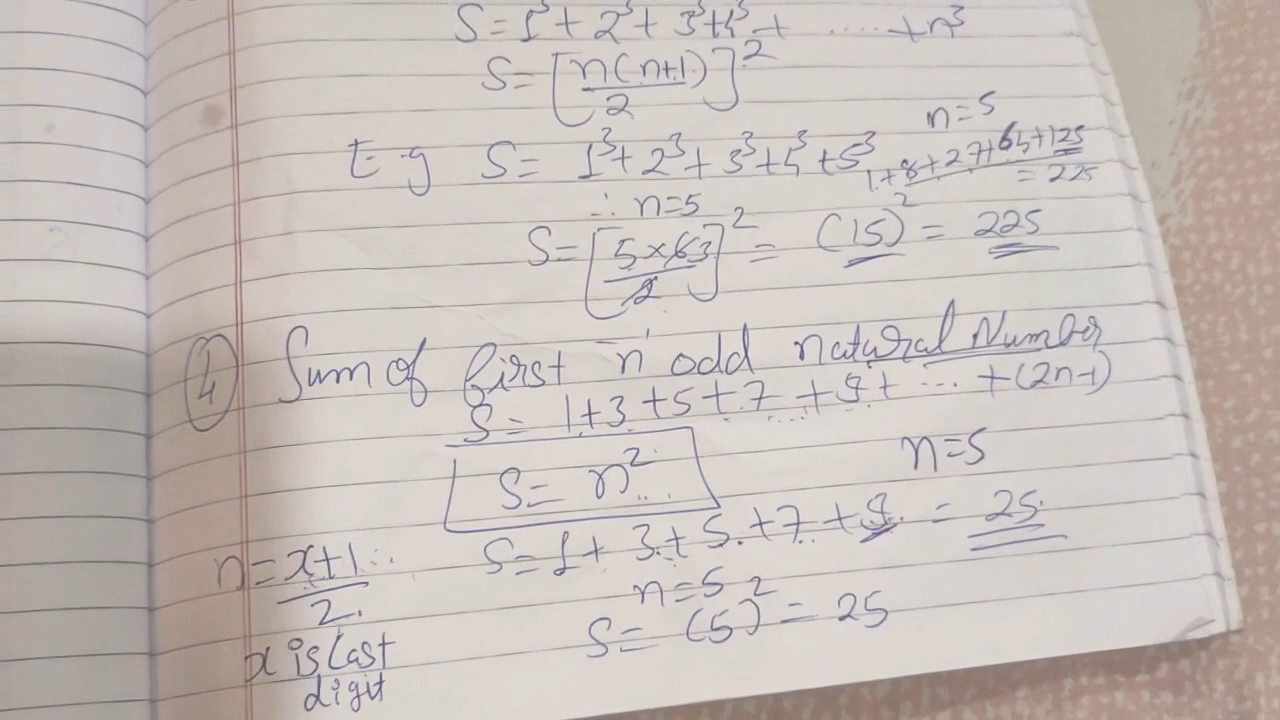 S = 1³ + 2³ + 3³ + 4³ + ..... + n³
S = [n(n+1)/2]²
n=5
E g S = 1³ + 2³ + 3³ + 4³ + 5³
1+8+27+64+125
= 225
∴ n=5
S = [5×63/2]² = (15)² = 225
4 Sum of first 'n' odd natural Number
S = 1+3+5+7+9+ ... +(2n-1)
S = n²
n=5
S = 1+3+5+7+9 = 25
n = x+1/2
n=5
S = (5)² = 25
x is last
digit